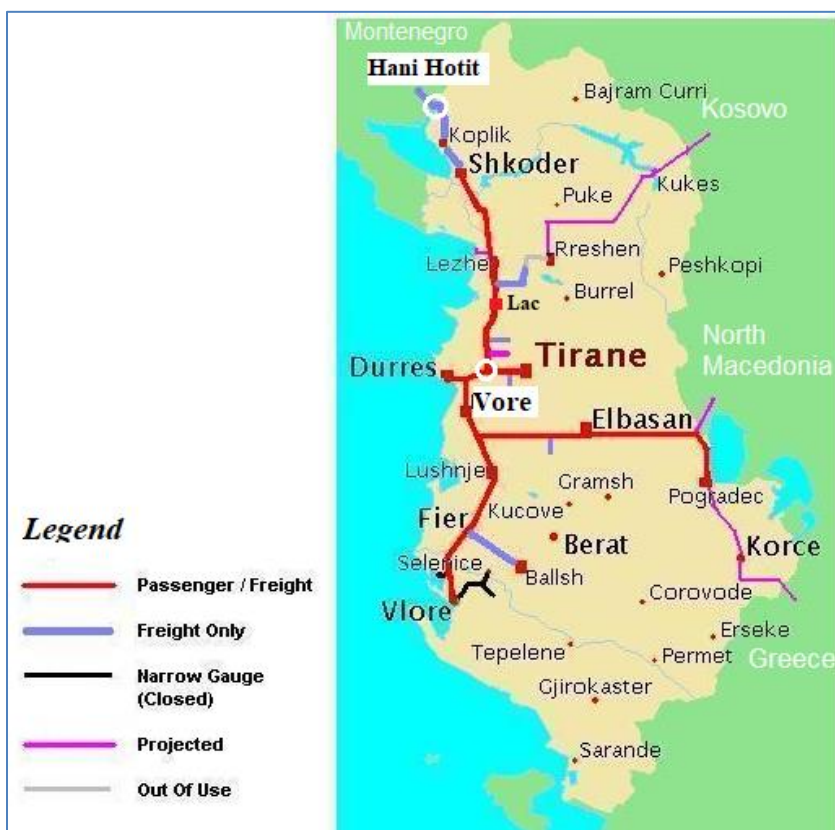 Montenegro
Hani Hotit
Bajram Curri
Kosovo
Koplik
Shkoder
Kukes
Puke
Lezhe
Rreshen
Peshkopi
Burrel
Lac
North
Macedonia
Tirane
Durres
Vore
Elbasan
Lushnje
Gramsh
Pogradec
Kucove
Fier
Berat
Korce
Selenice
Ballsh
Vlore
Corovode
Erseke
Tepelene
Permet
Greece
Gjirokaster
Sarande
Legend
Passenger / Freight
Freight Only
Narrow Gauge
(Closed)
Projected
Out Of Use